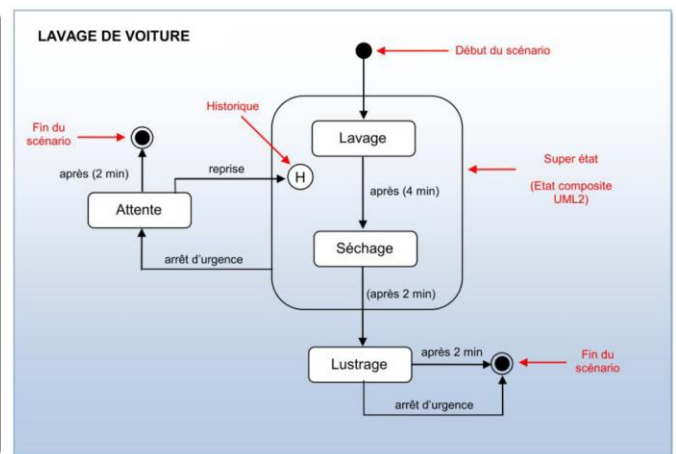 LAVAGE DE VOITURE
Début du scénario
Historique
Fin du
scénario
Lavage
Super état
(Etat composite
UML2)
après (2 min)
reprise
H
après (4 min)
Attente
Séchage
arrêt d'urgence
(après 2 min)
Lustrage
après 2 min
Fin du
scénario
arrêt d'urgence